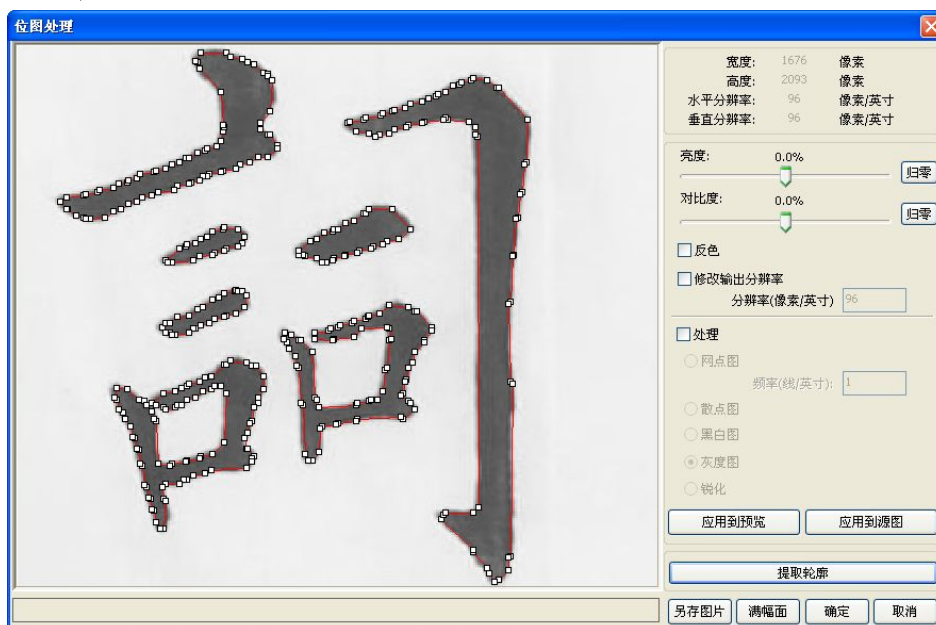 位图处理
詞
宽度: 1676 像素
高度: 2093 像素
水平分辨率: 96 像素/英寸
垂直分辨率: 96 像素/英寸
亮度: 0.0%
归零
对比度: 0.0%
归零
反色
修改输出分辨率
分辨率(像素/英寸) 96
处理
网点图
频率(线/英寸): 1
散点图
黑白图
灰度图
锐化
应用到预览 应用到源图
提取轮廓
另存图片 满幅面 确定 取消